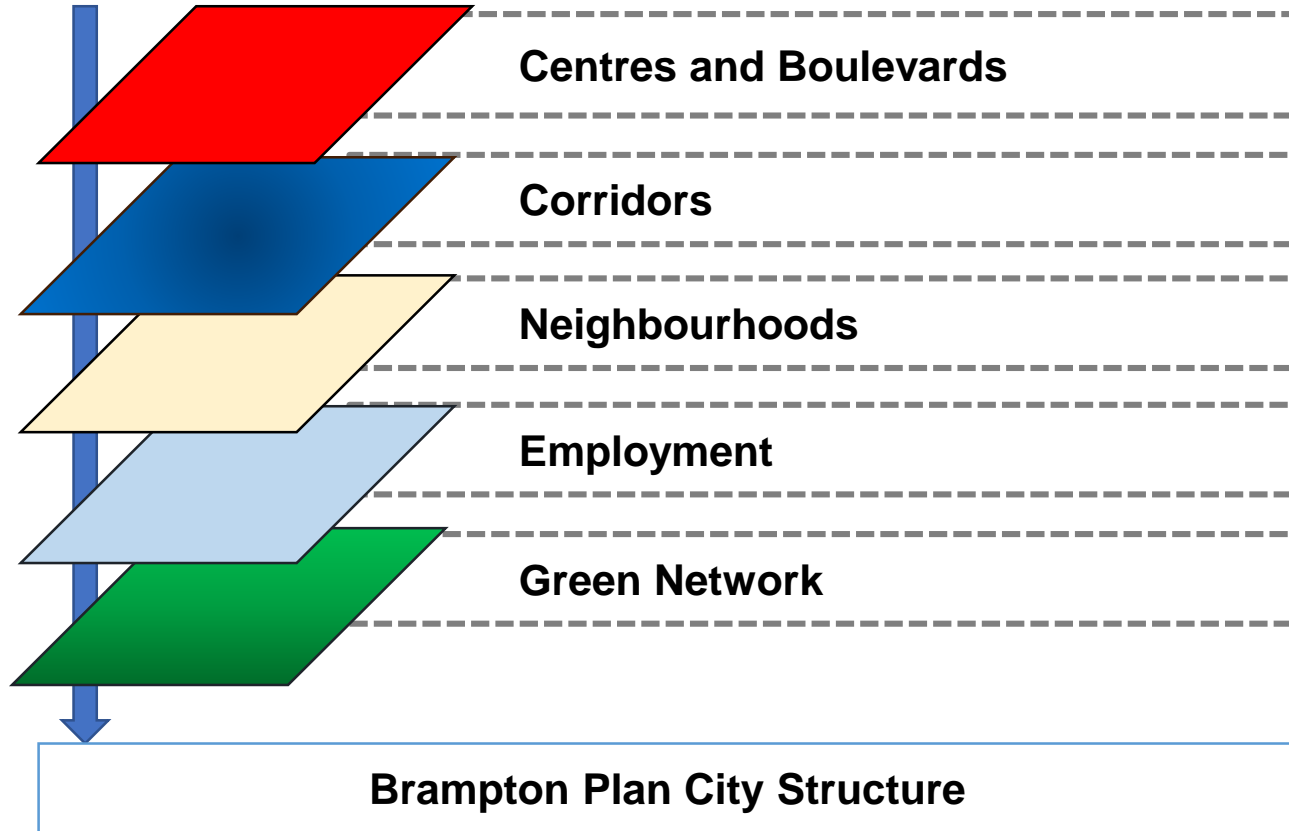 Centres and Boulevards
Corridors
Neighbourhoods
Employment
Green Network
Brampton Plan City Structure